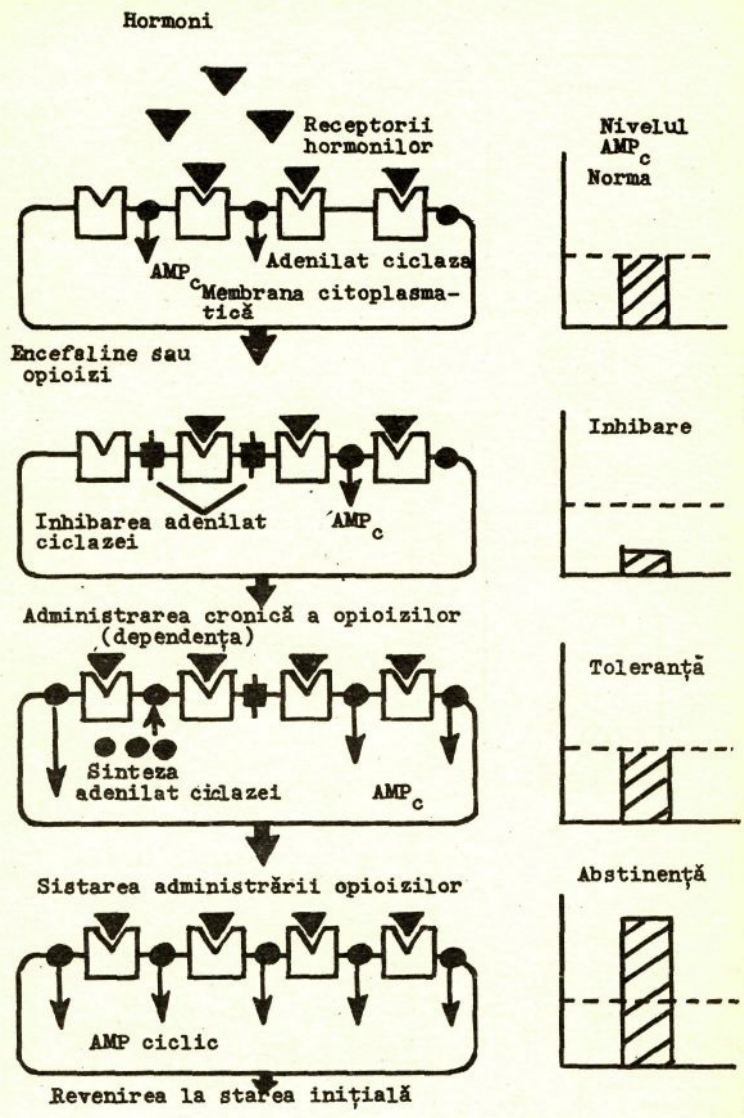 Hormoni
Receptorii
hormonilor
Nivelul
AMPc
Norma
AMPc
Adenilat ciclaza
Membrana citoplasma-
tică
Encefaline sau
opioizi
Inhibare
Inhibarea adenilat
ciclazei
AMPc
Administrarea cronică a opioizilor
(dependența)
Toleranță
Sinteza
adenilat ciclazei
AMPc
Sistarea administrării opioizilor
Abstinență
AMP ciclic
Revenirea la starea inițială